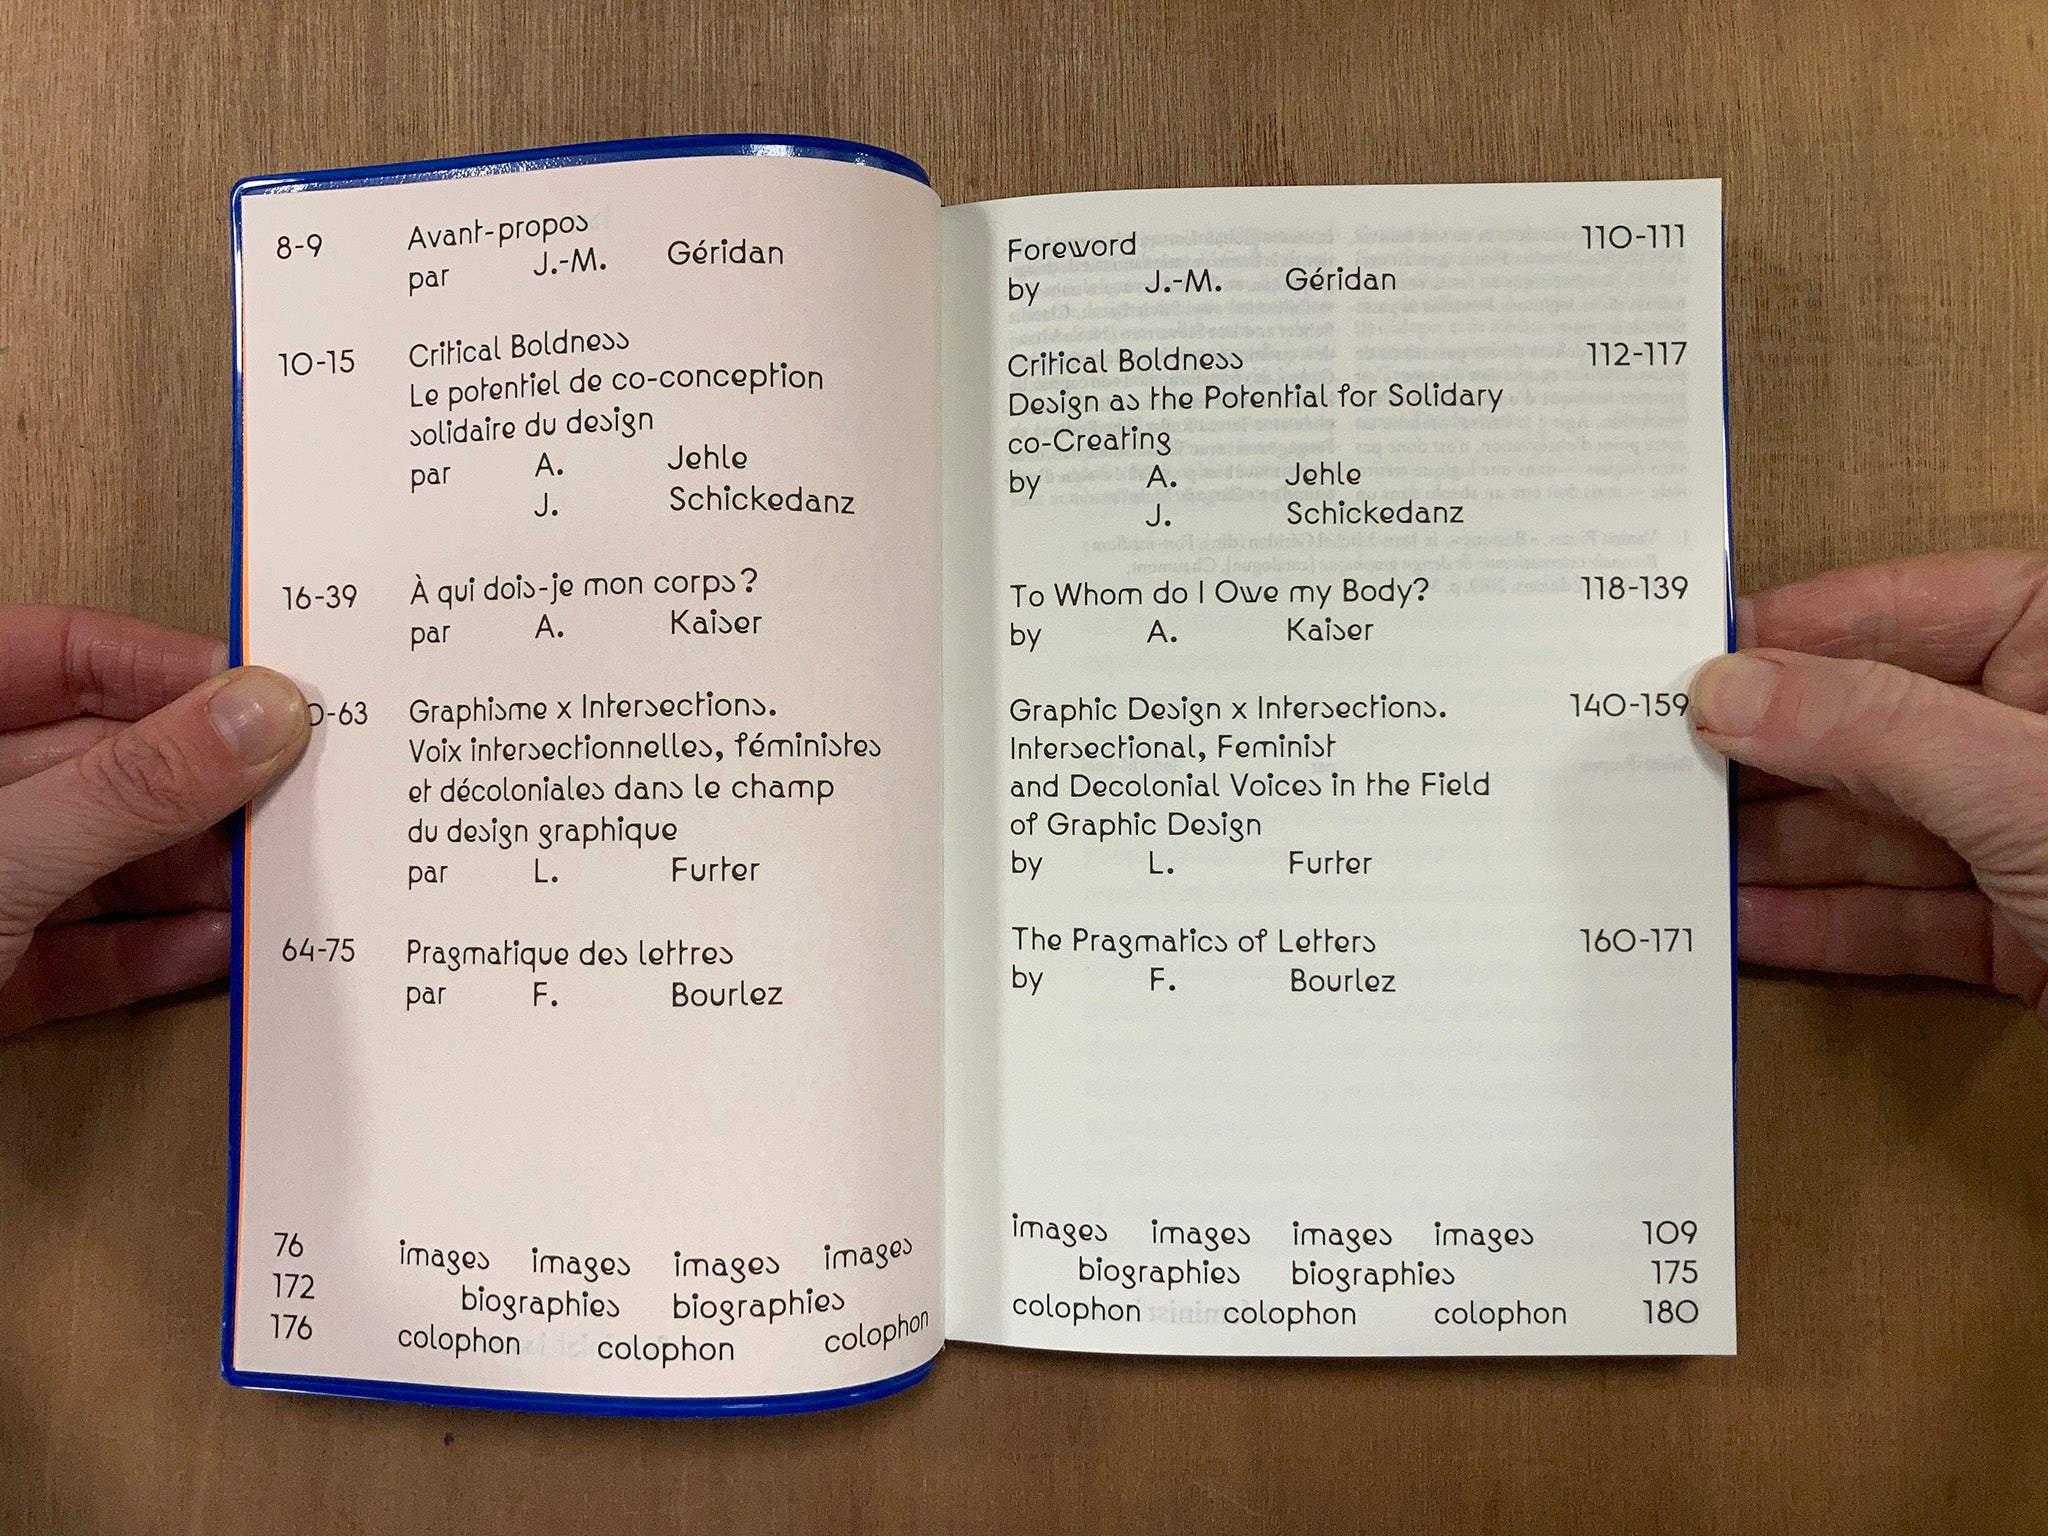 8-9 Avant-propos
par J.-M. Géridan
10-15 Critical Boldness
Le potentiel de co-conception
solidaire du design
par A. Jehle
J. Schickedanz
16-39 À qui dois-je mon corps ?
par A. Kaiser
0-63 Graphisme x Intersections.
Voix intersectionnelles, féministes
et décoloniales dans le champ
du design graphique
par L. Furter
64-75 Pragmatique des lettres
par F. Bourlez
76 images images images images
172 biographies biographies
176 colophon colophon colophon
Foreword 110-111
by J.-M. Géridan
Critical Boldness 112-117
Design as the Potential for Solidary
co-Creating
by A. Jehle
J. Schickedanz
To Whom do I Owe my Body? 118-139
by A. Kaiser
Graphic Design x Intersections. 140-159
Intersectional, Feminist
and Decolonial Voices in the Field
of Graphic Design
by L. Furter
The Pragmatics of Letters 160-171
by F. Bourlez
images images images images 109
biographies biographies 175
colophon colophon colophon 180